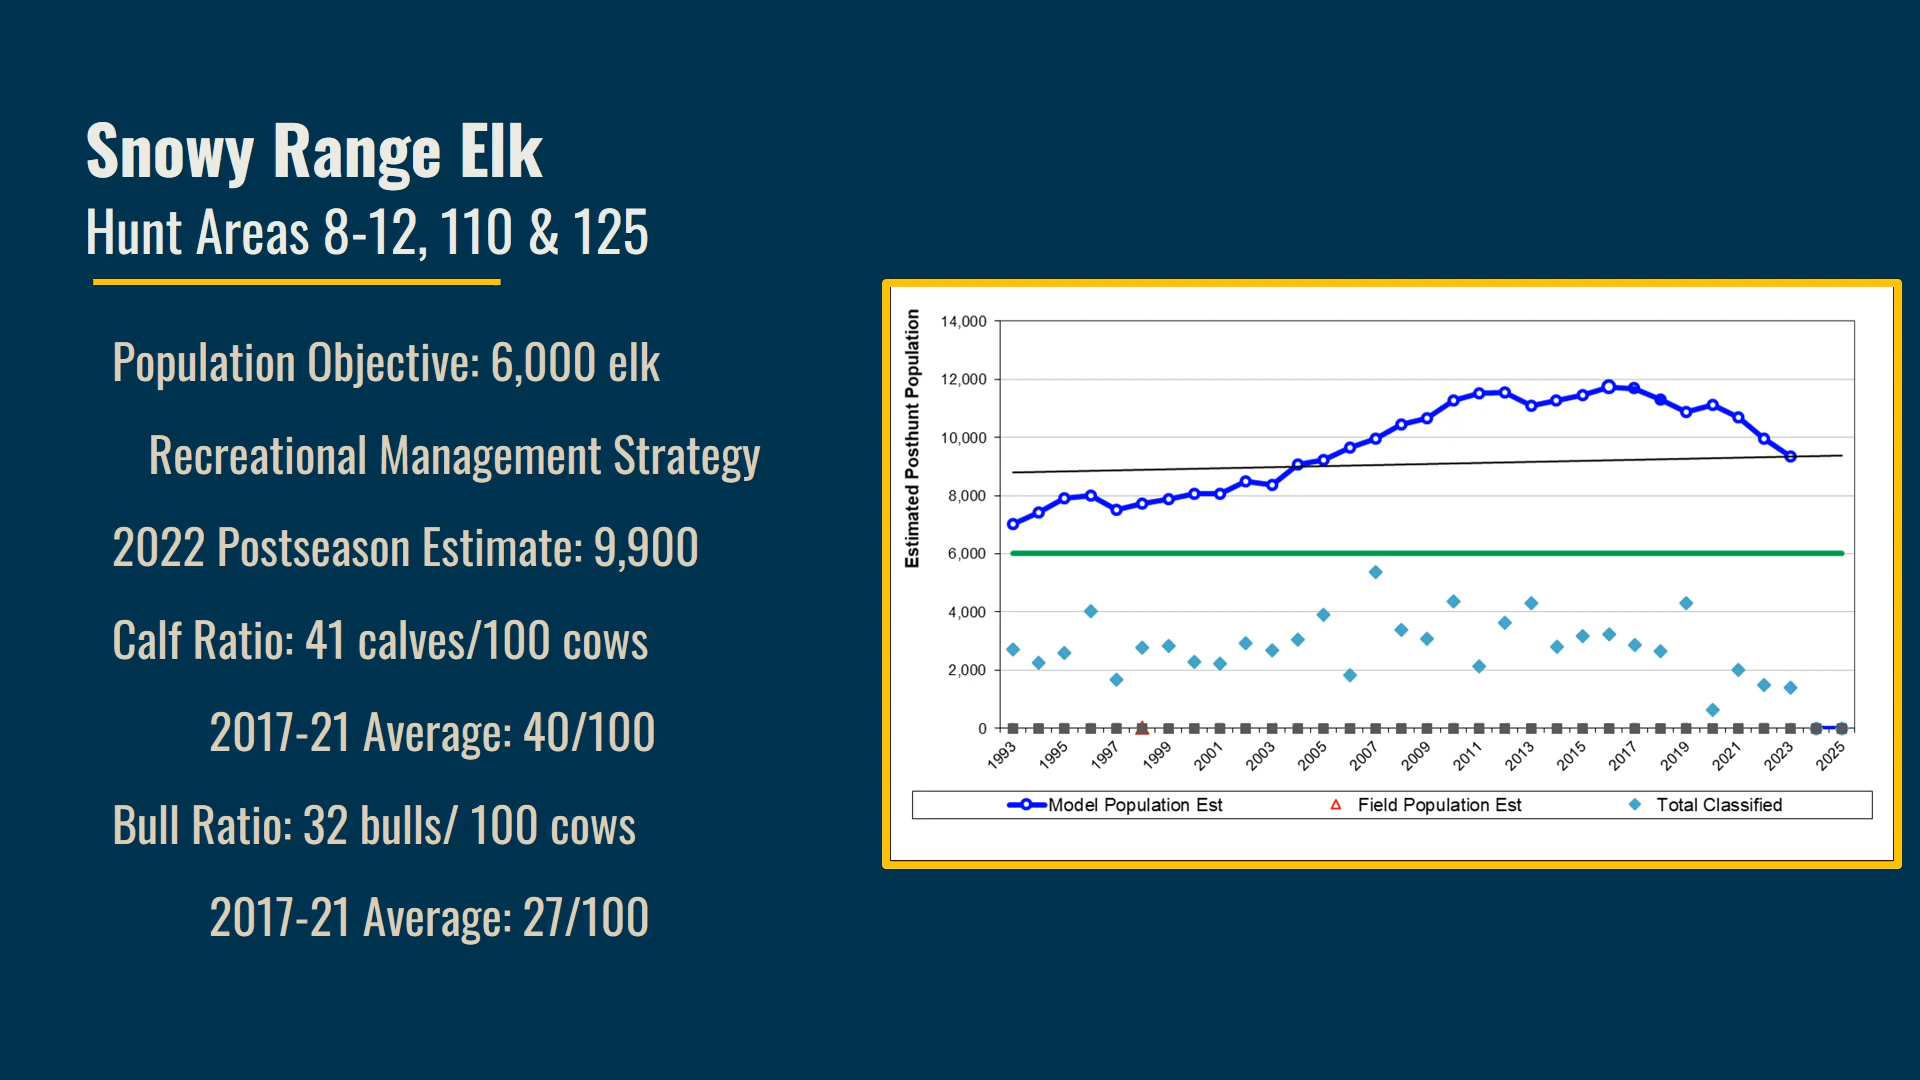 Snowy Range Elk
Hunt Areas 8-12, 110 & 125
Population Objective: 6,000 elk
Recreational Management Strategy
2022 Postseason Estimate: 9,900
Calf Ratio: 41 calves/100 cows
2017-21 Average: 40/100
Bull Ratio: 32 bulls/ 100 cows
2017-21 Average: 27/100
Estimated Posthunt Population
14,000
12,000
10,000
8,000
6,000
4,000
2,000
0
1993 1995 1997 1999 2001 2003 2005 2007 2009 2011 2013 2015 2017 2019 2021 2023 2025
Model Population Est Field Population Est Total Classified